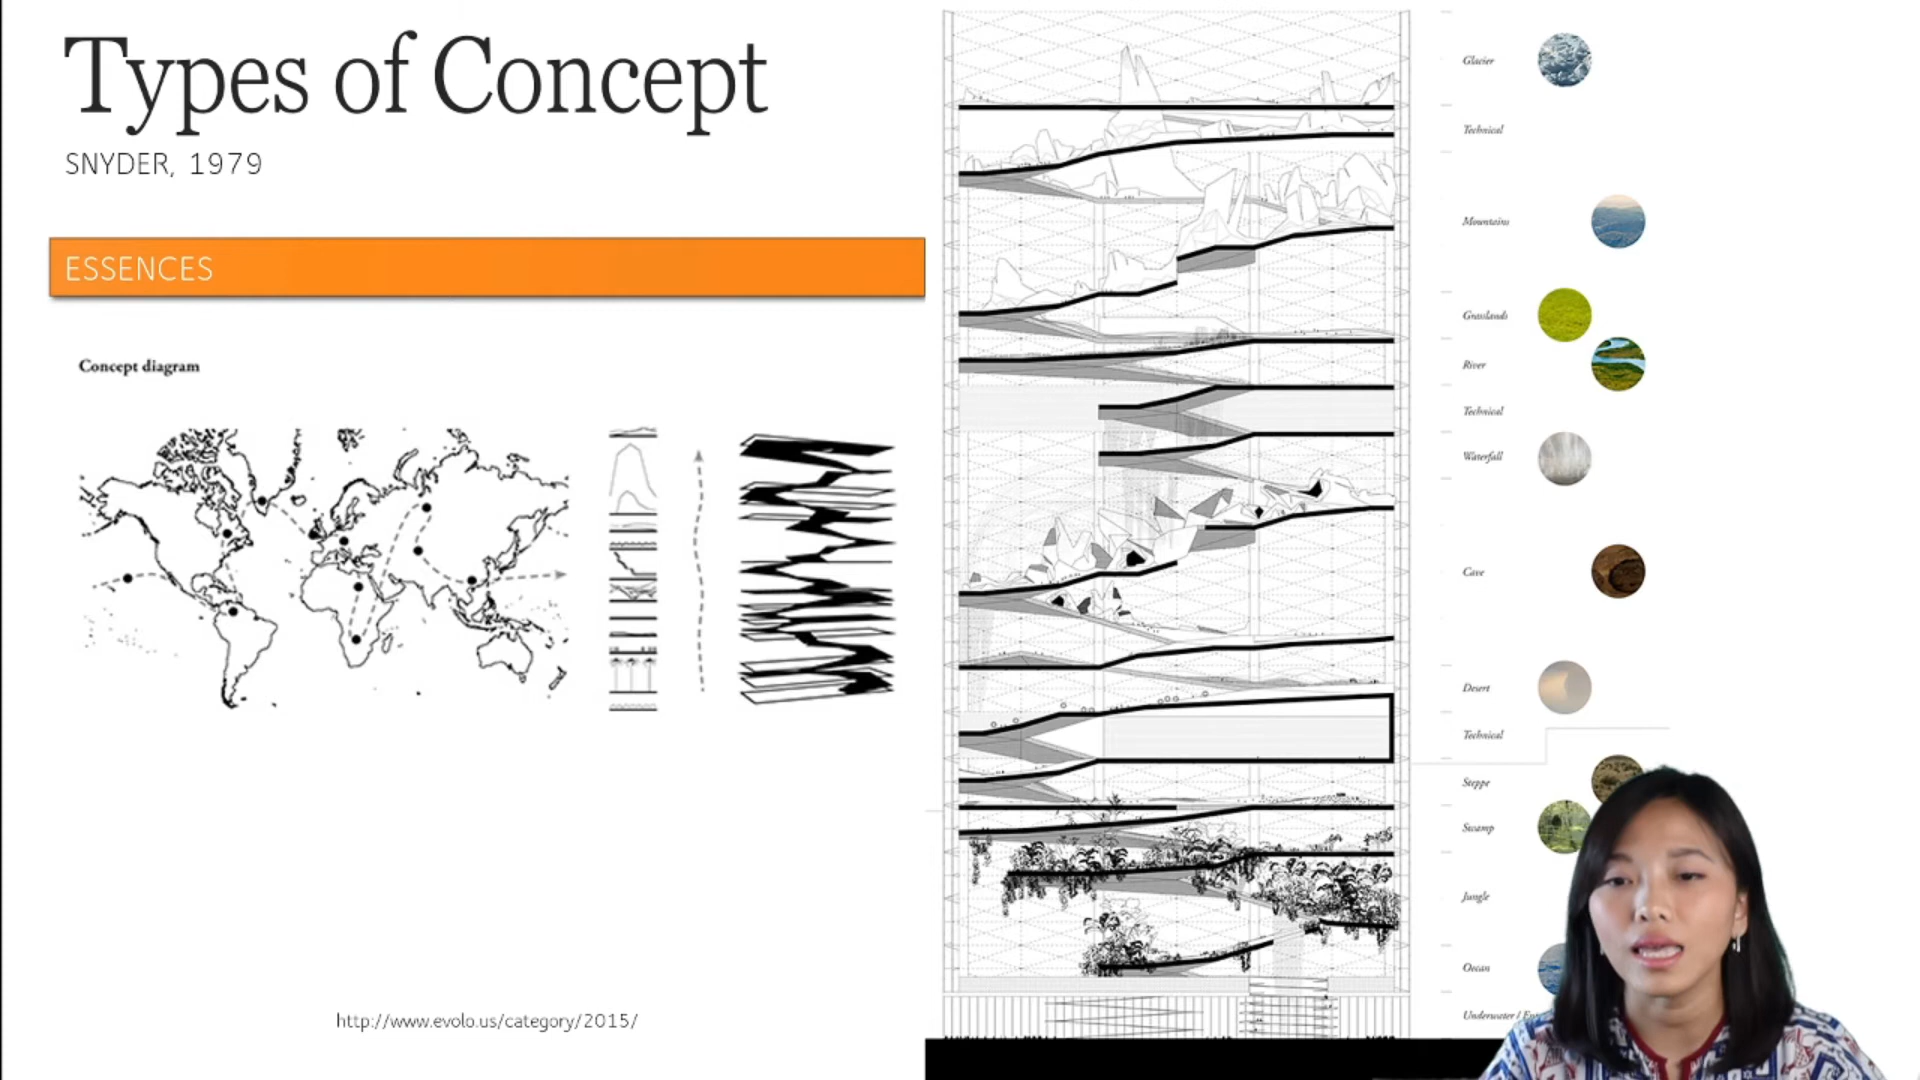 Types of Concept
SNYDER, 1979
ESSENCES
Concept diagram
http://www.evolo.us/category/2015/
Glacier
Technical
Mountains
Grasslands
River
Technical
Waterfall
Cave
Desert
Technical
Steppe
Swamp
Jungle
Ocean
Underwater /